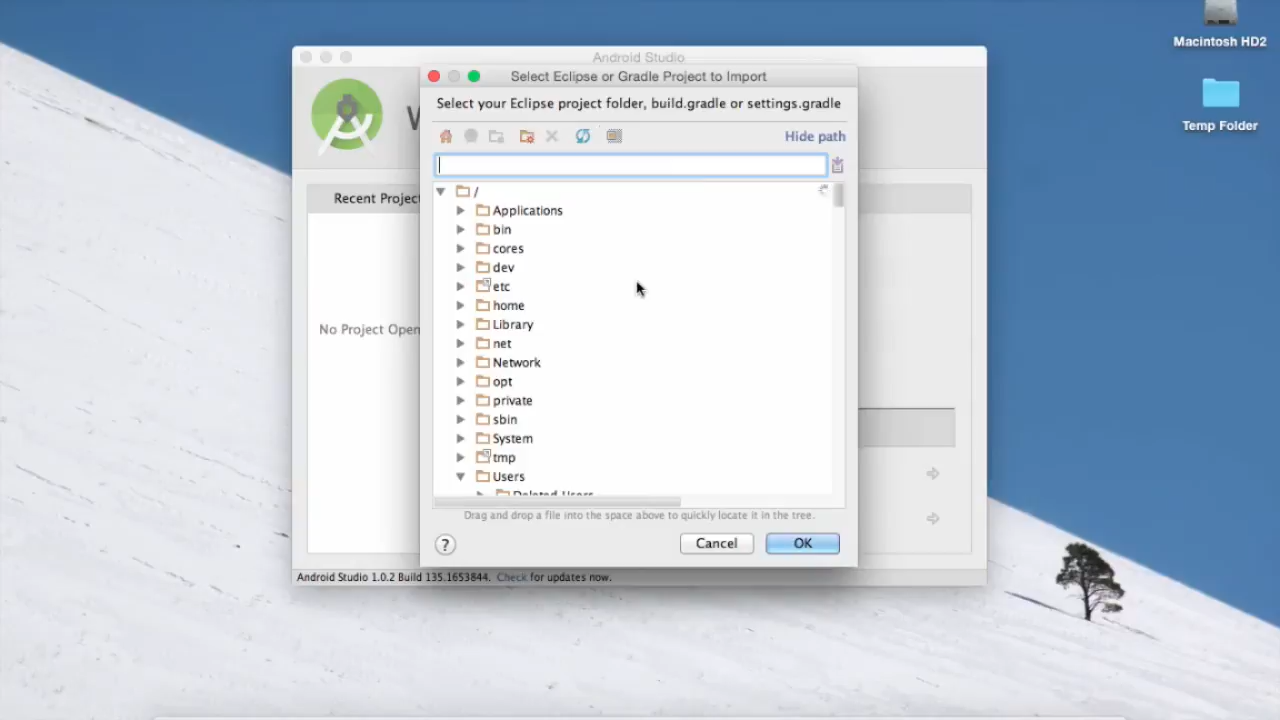 Macintosh HD2
Temp Folder
Android Studio
Select Eclipse or Gradle Project to Import
Select your Eclipse project folder, build.gradle or settings.gradle
Hide path
Recent Project
No Project Open
/
Applications
bin
cores
dev
etc
home
Library
net
Network
opt
private
sbin
System
tmp
Users
Deleted Users
Drag and drop a file into the space above to quickly locate it in the tree.
? Cancel OK
Android Studio 1.0.2 Build 135.1653844. Check for updates now.